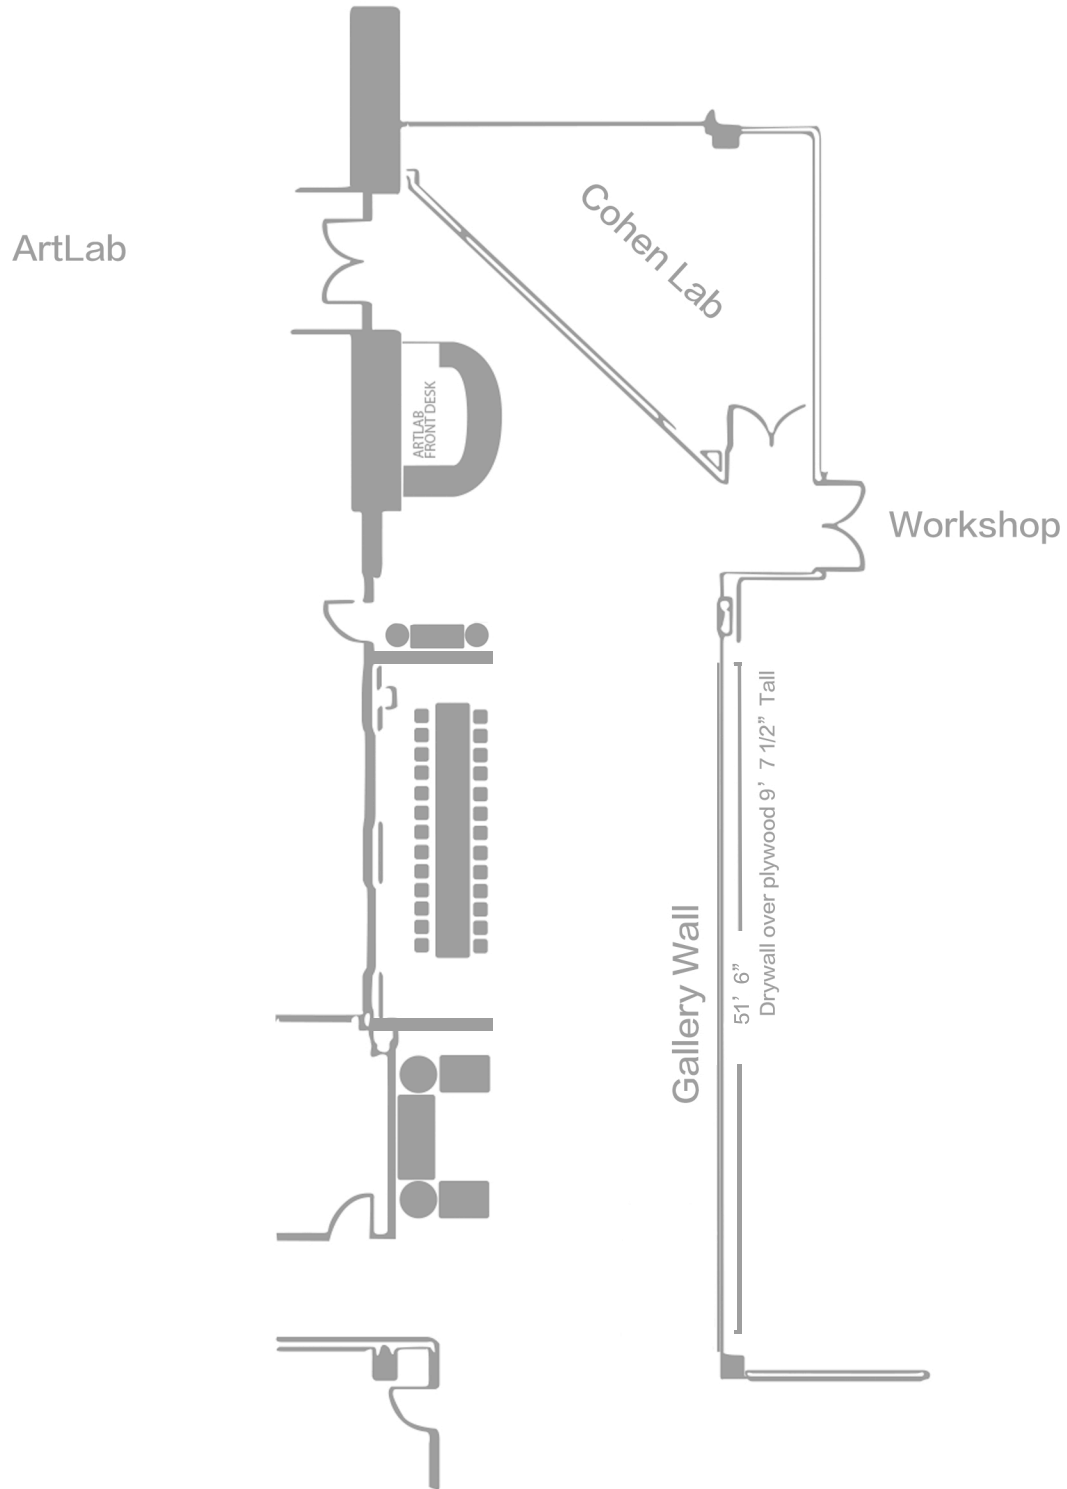 Cohen Lab
ArtLab
ARTLAB
FRONT DESK
Workshop
Gallery Wall
51’ 6”
Drywall over plywood 9’ 7 1/2” Tall